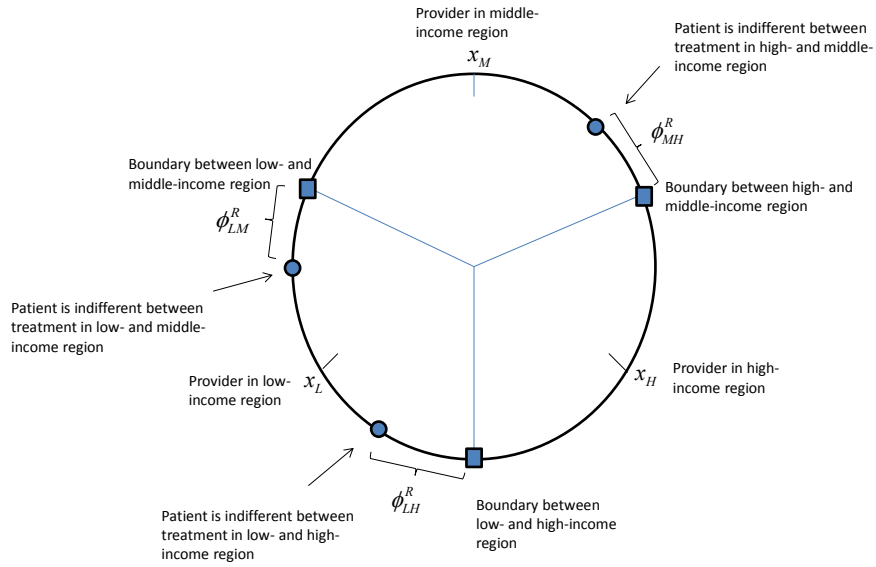 Provider in middle-
income region
x_M
Patient is indifferent between
treatment in high- and middle-
income region
ϕ^R_MH
Boundary between low- and
middle-income region
Boundary between high- and
middle-income region
ϕ^R_LM
Patient is indifferent between
treatment in low- and middle-
income region
Provider in low-
income region
x_L
x_H
Provider in high-
income region
ϕ^R_LH
Patient is indifferent between
treatment in low- and high-
income region
Boundary between
low- and high-income
region